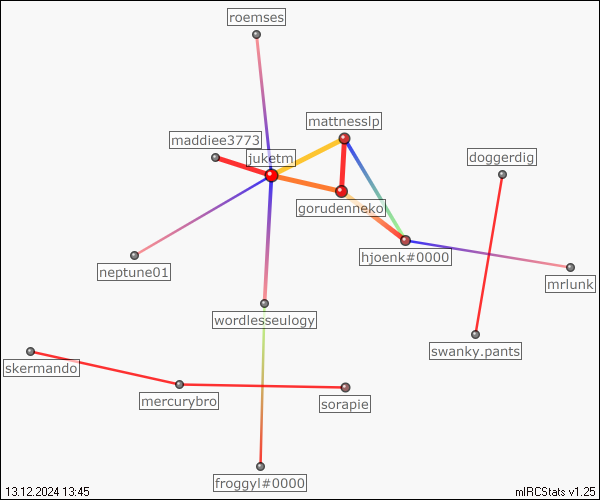 roemses
mattnesslp
maddiee3773
juketm
doggerdig
gorudenneko
hjoenk#0000
neptune01
mrlunk
wordlesseulogy
swanky.pants
skermando
mercurybro
sorapie
froggyl#0000
13.12.2024 13:45
mIRCStats v1.25